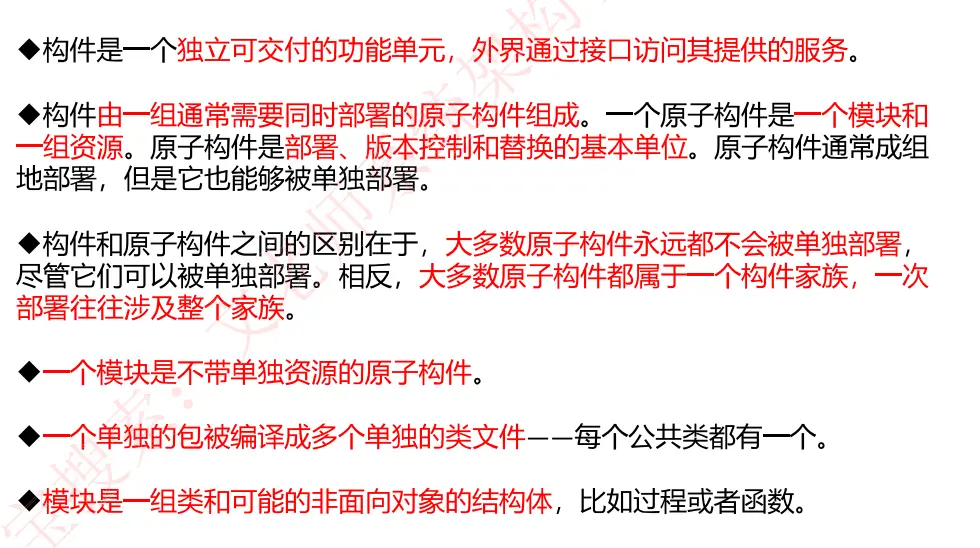 ◆构件是一个独立可交付的功能单元，外界通过接口访问其提供的服务。
◆构件由一组通常需要同时部署的原子构件组成。一个原子构件是一个模块和
一组资源。原子构件是部署、版本控制和替换的基本单位。原子构件通常成组
地部署，但是它也能够被单独部署。
◆构件和原子构件之间的区别在于，大多数原子构件永远都不会被单独部署，
尽管它们可以被单独部署。相反，大多数原子构件都属于一个构件家族，一次
部署往往涉及整个家族。
◆一个模块是不带单独资源的原子构件。
◆一个单独的包被编译成多个单独的类文件——每个公共类都有一个。
◆模块是一组类和可能的非面向对象的结构体，比如过程或者函数。
宝搜索：文老师系统架构